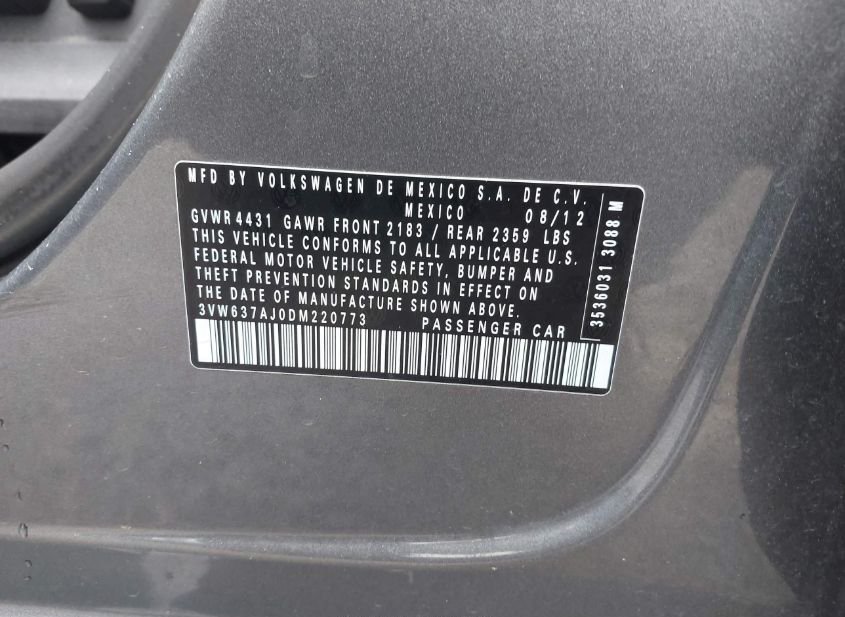 MFD BY VOLKSWAGEN DE MEXICO S.A. DE C.V.
MEXICO 08/12
GVWR4431 GAWR FRONT 2183 / REAR 2359 LBS
THIS VEHICLE CONFORMS TO ALL APPLICABLE U.S.
FEDERAL MOTOR VEHICLE SAFETY, BUMPER AND
THEFT PREVENTION STANDARDS IN EFFECT ON
THE DATE OF MANUFACTURE SHOWN ABOVE.
3VW637AJ0DM220773 PASSENGER CAR
3536031 3088 M